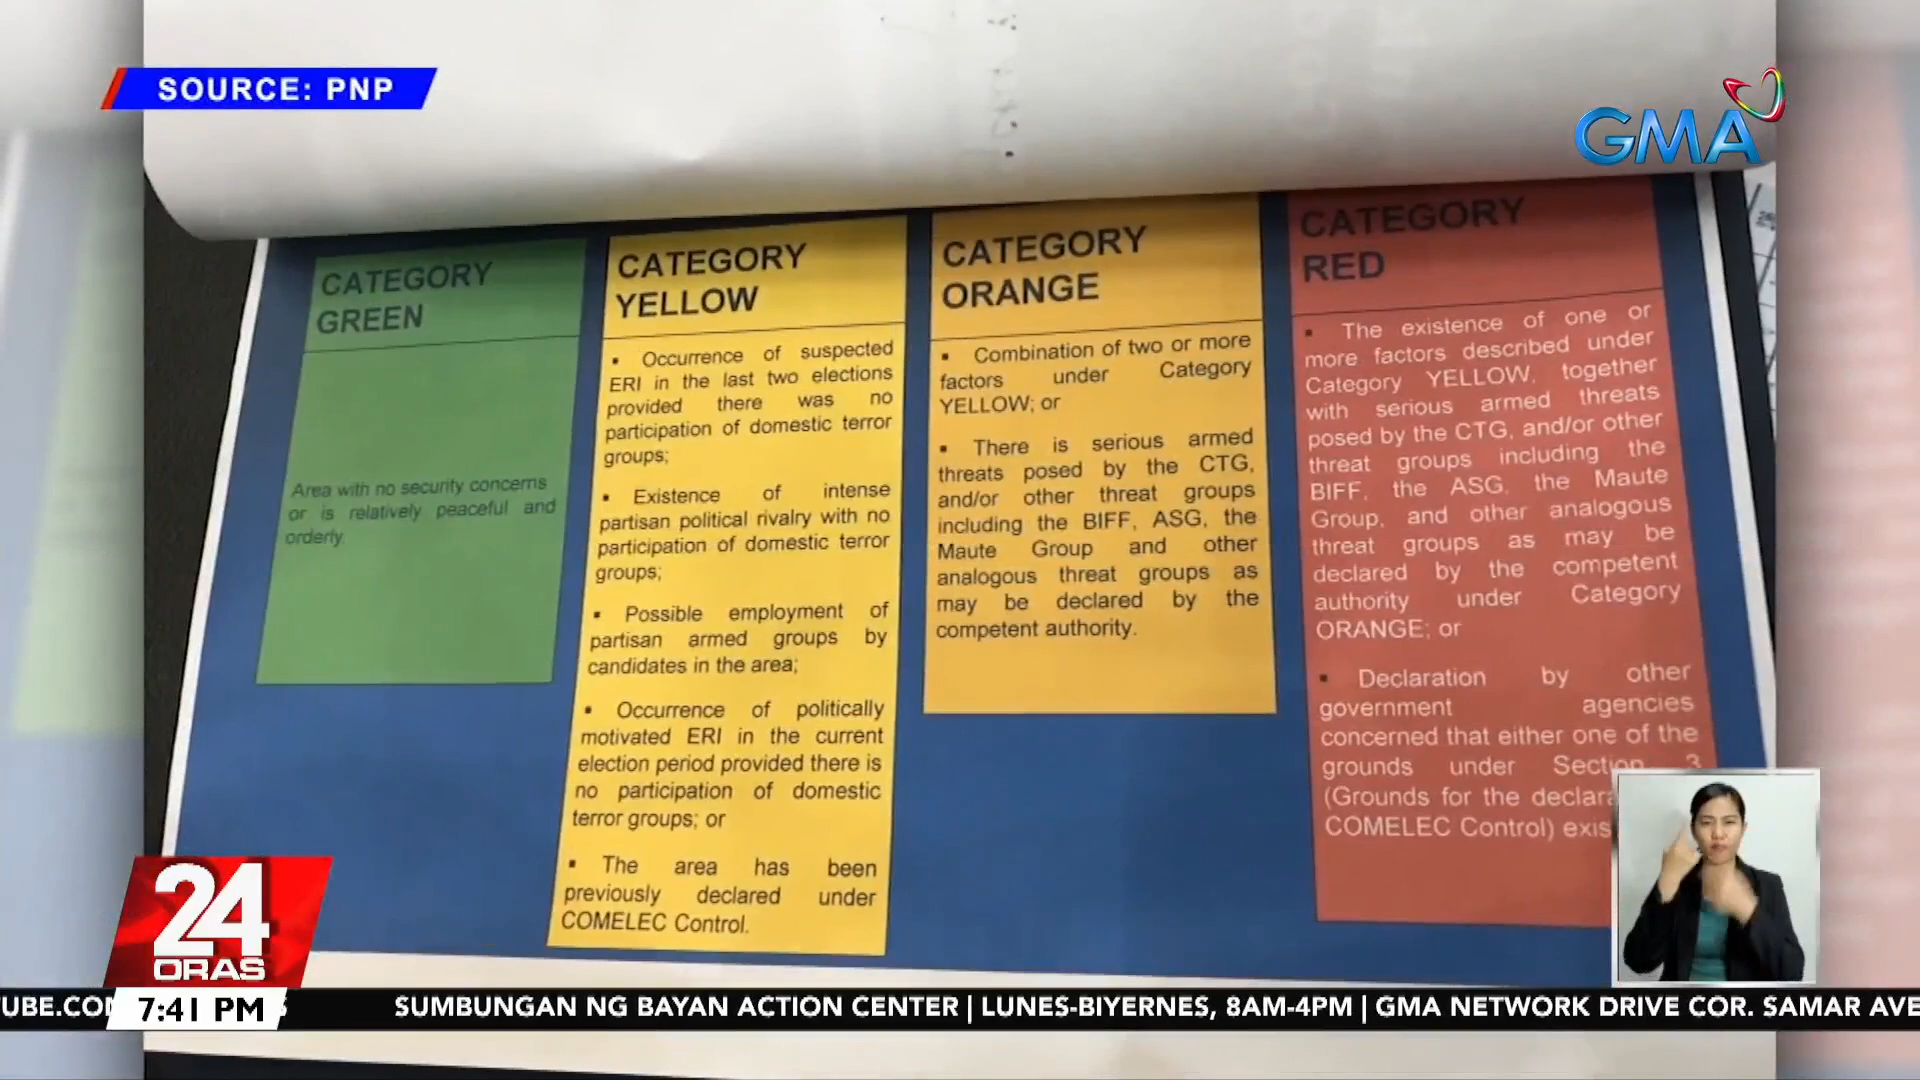 SOURCE: PNP
GMA
CATEGORY
GREEN
Area with no security concerns
or is relatively peaceful and
orderly.
CATEGORY
YELLOW
▪ Occurrence of suspected
ERI in the last two elections
provided there was no
participation of domestic terror
groups;
▪ Existence of intense
partisan political rivalry with no
participation of domestic terror
groups;
▪ Possible employment of
partisan armed groups by
candidates in the area;
▪ Occurrence of politically
motivated ERI in the current
election period provided there is
no participation of domestic
terror groups; or
▪ The area has been
previously declared under
COMELEC Control.
CATEGORY
ORANGE
▪ Combination of two or more
factors under Category
YELLOW; or
▪ There is serious armed
threats posed by the CTG,
and/or other threat groups
including the BIFF, ASG, the
Maute Group and other
analogous threat groups as
may be declared by the
competent authority.
CATEGORY
RED
▪ The existence of one or
more factors described under
Category YELLOW, together
with serious armed threats
posed by the CTG, and/or other
threat groups including the
BIFF, the ASG, the Maute
Group, and other analogous
threat groups as may be
declared by the competent
authority under Category
ORANGE; or
▪ Declaration by other
government agencies
concerned that either one of the
grounds under Section 3
(Grounds for the
COMELEC Control)
24
ORAS
7:41 PM
SUMBUNGAN NG BAYAN ACTION CENTER | LUNES-BIYERNES, 8AM-4PM | GMA NETWORK DRIVE COR. SAMAR AVE